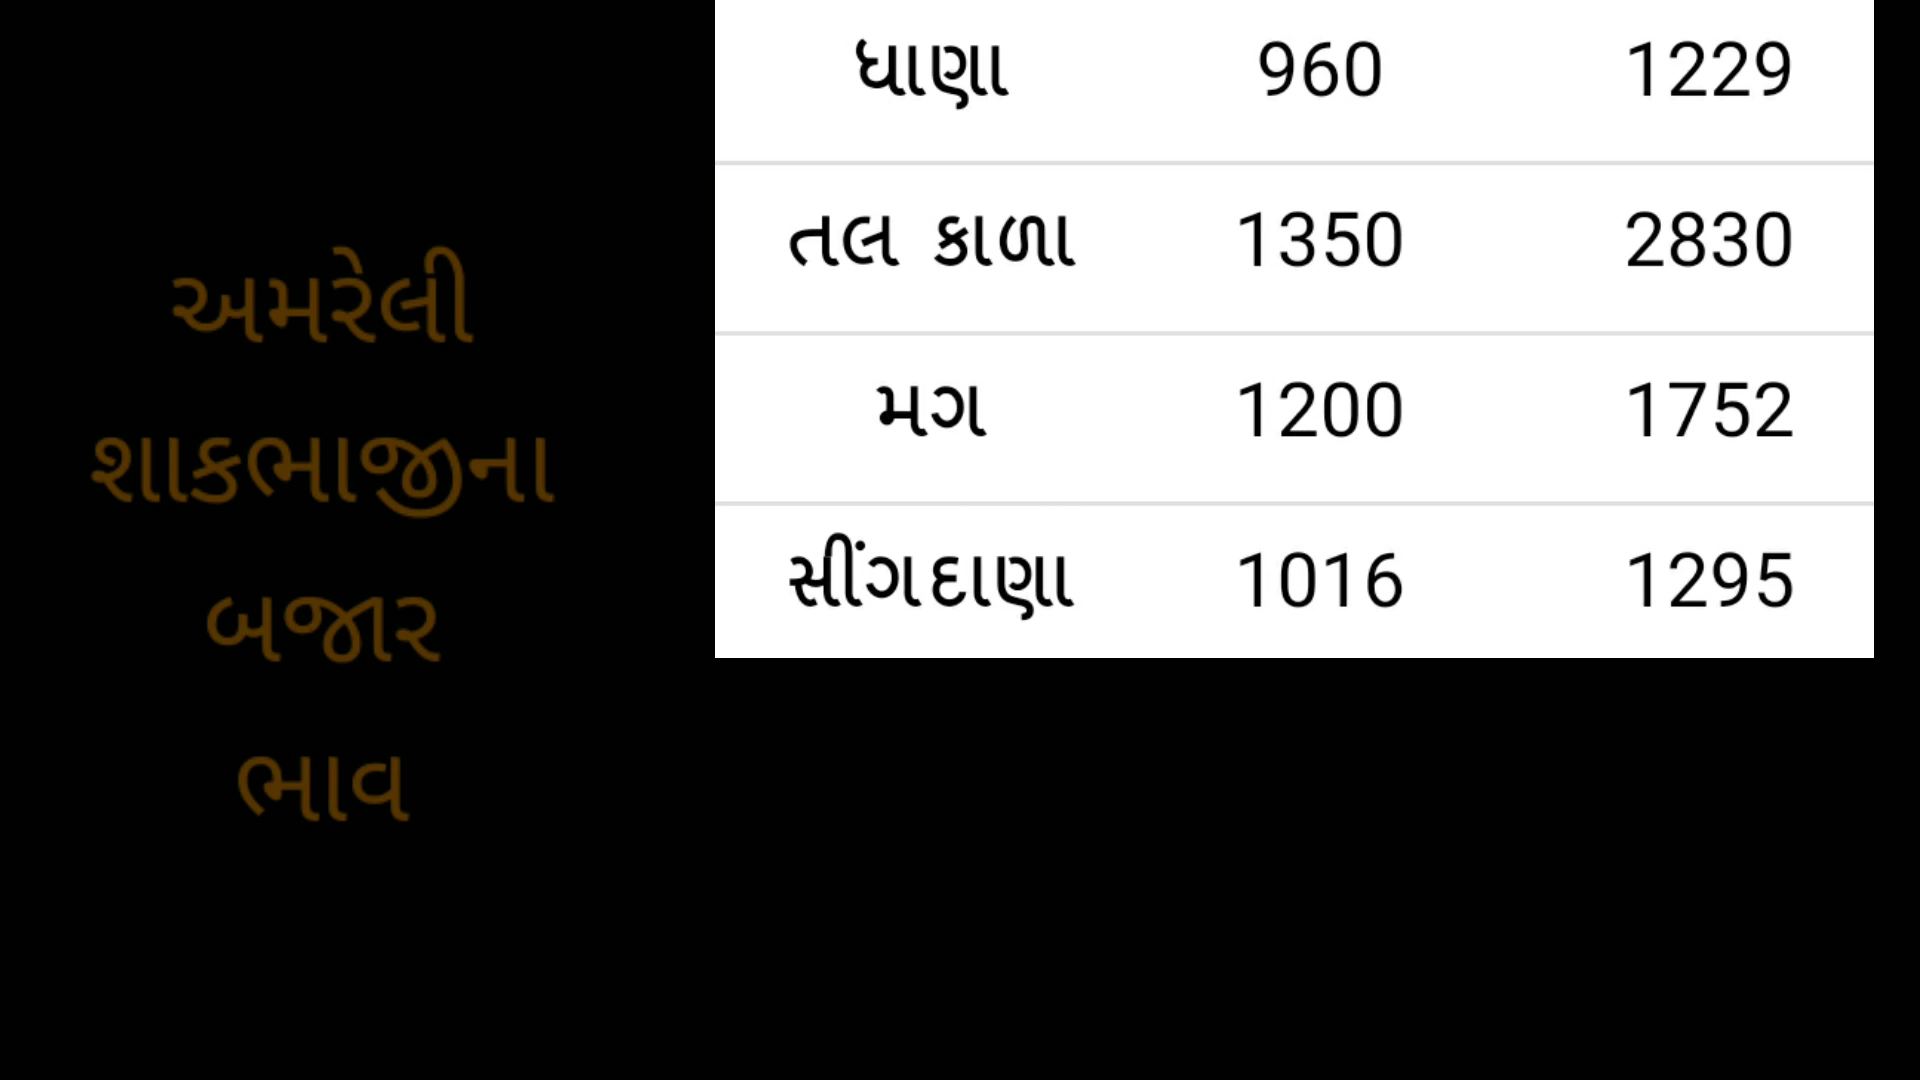 અમરેલી
શાકભાજીના
બજાર
ભાવ
ધાણા 960 1229
તલ કાળા 1350 2830
મગ 1200 1752
સીંગદાણા 1016 1295